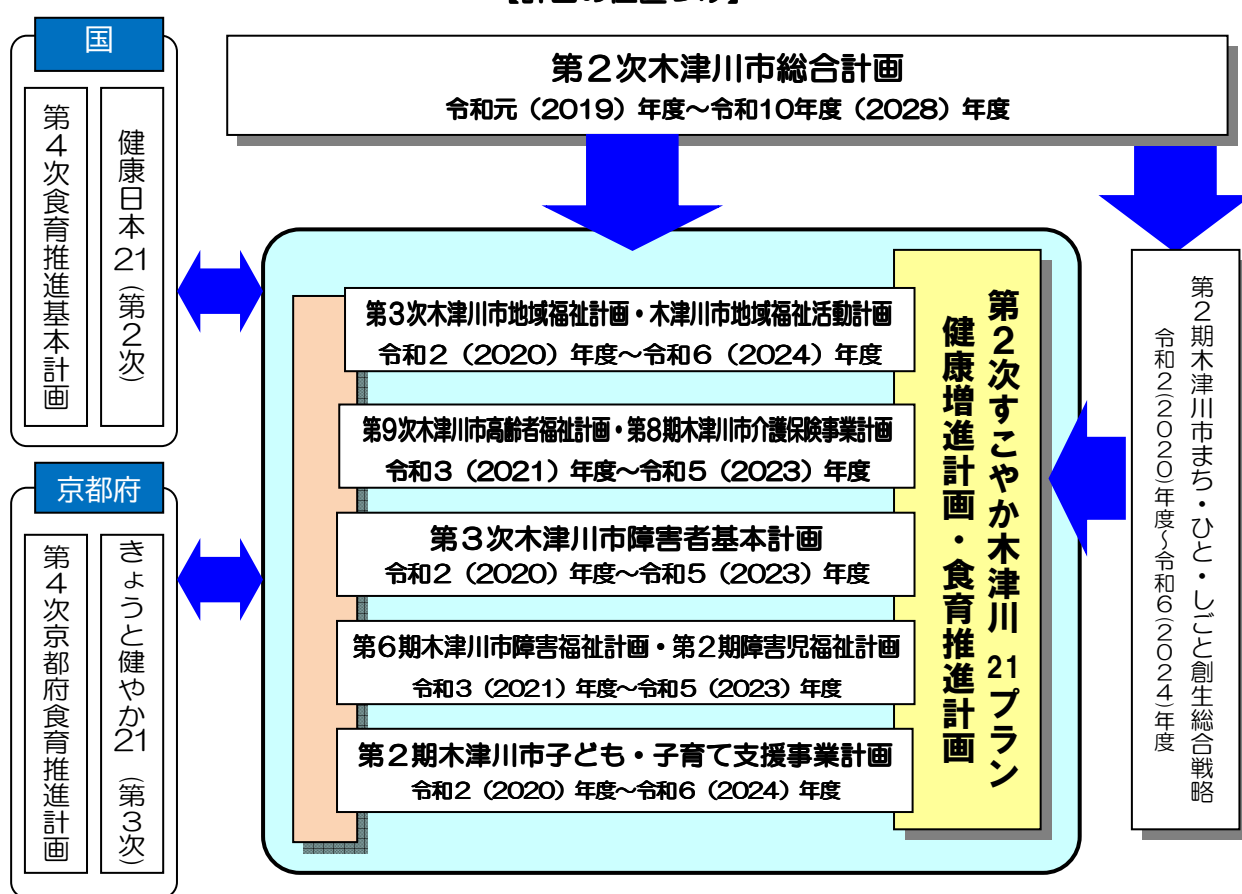 国
第4次食育推進基本計画
健康日本21（第2次）
京都府
第4次京都府食育推進計画
きょうと健やか21（第3次）
第2次木津川市総合計画
令和元（2019）年度～令和10年度（2028）年度
第3次木津川市地域福祉計画・木津川市地域福祉活動計画
令和2（2020）年度～令和6（2024）年度
第9次木津川市高齢者福祉計画・第8期木津川市介護保険事業計画
令和3（2021）年度～令和5（2023）年度
第3次木津川市障害者基本計画
令和2（2020）年度～令和5（2023）年度
第6期木津川市障害福祉計画・第2期障害児福祉計画
令和3（2021）年度～令和5（2023）年度
第2期木津川市子ども・子育て支援事業計画
令和2（2020）年度～令和6（2024）年度
第2次すこやか木津川21プラン
健康増進計画・食育推進計画
第2期木津川市まち・ひと・しごと創生総合戦略
令和2(2020)年度～令和6(2024)年度